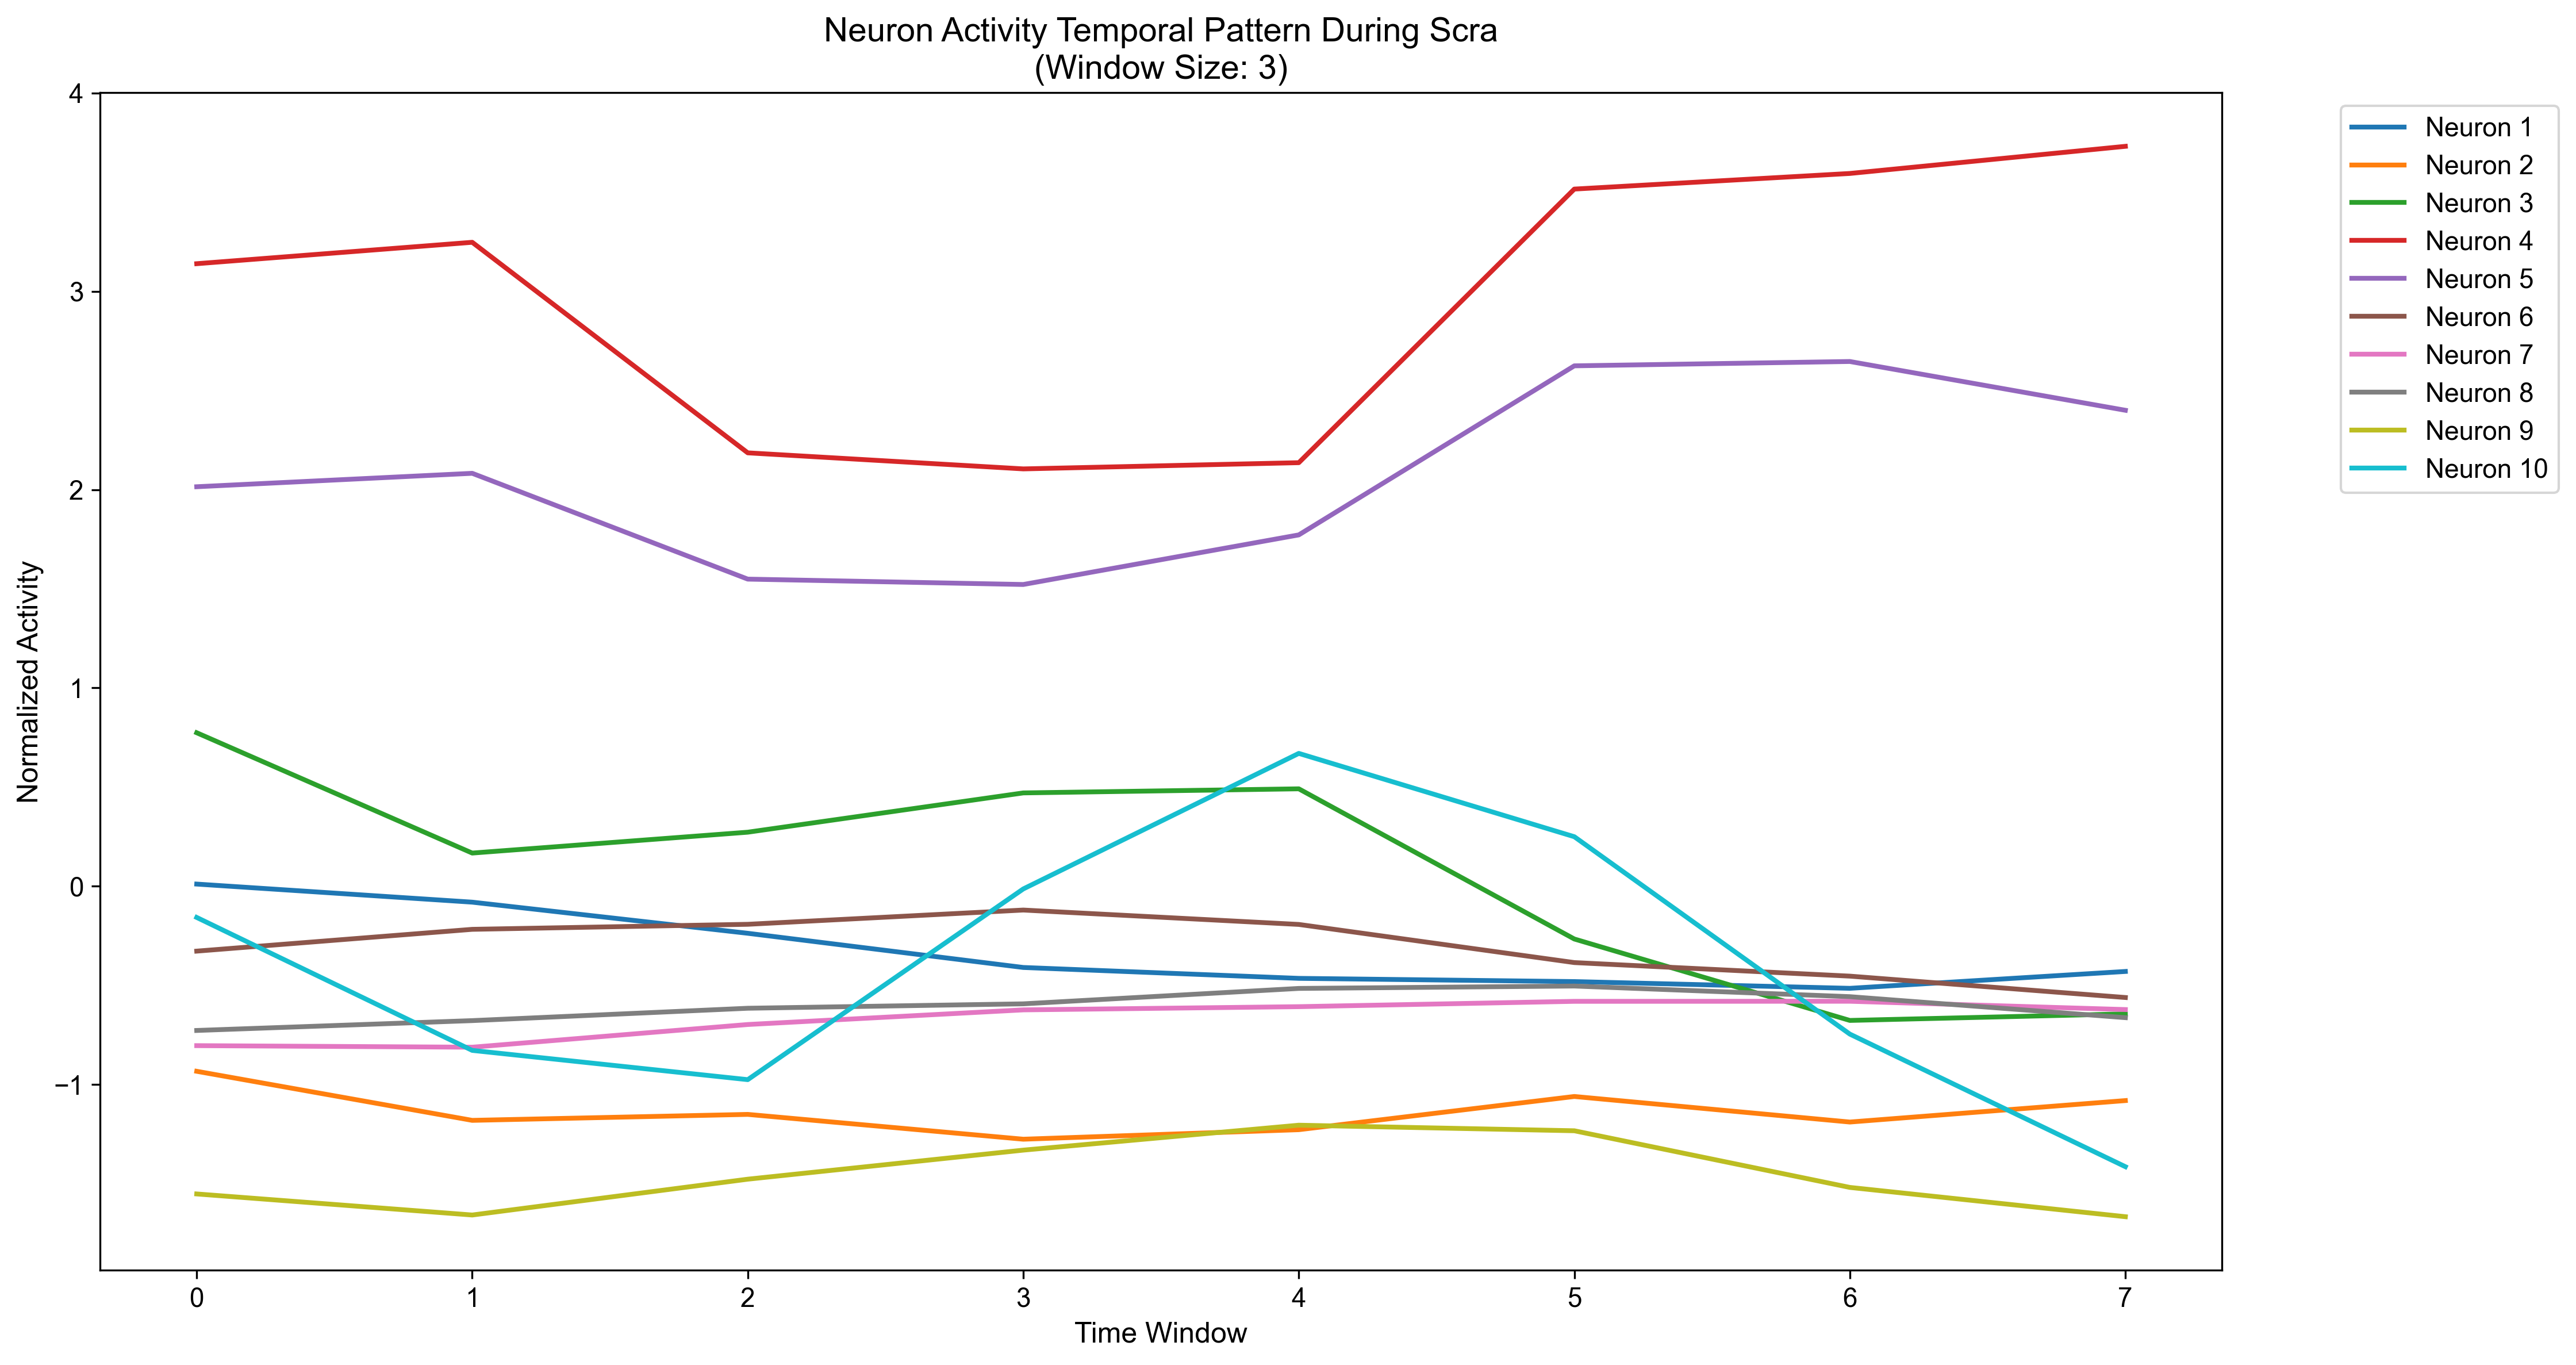 Neuron Activity Temporal Pattern During Scra
(Window Size: 3)
4
3
2
1
0
−1
Normalized Activity
0 1 2 3 4 5 6 7
Time Window
Neuron 1
Neuron 2
Neuron 3
Neuron 4
Neuron 5
Neuron 6
Neuron 7
Neuron 8
Neuron 9
Neuron 10